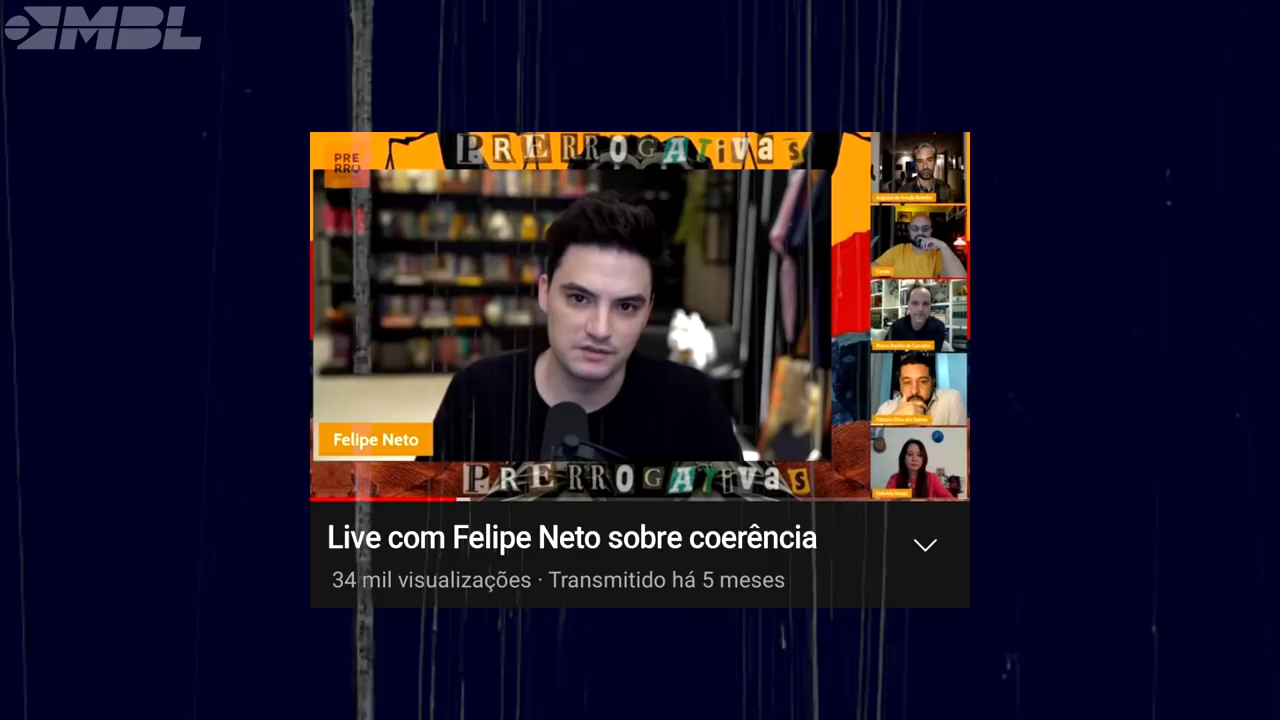 MBL
PRERROGATIVAS
PRE
RRO
Felipe Neto
PRERROGATIVAS
Live com Felipe Neto sobre coerência
34 mil visualizações · Transmitido há 5 meses